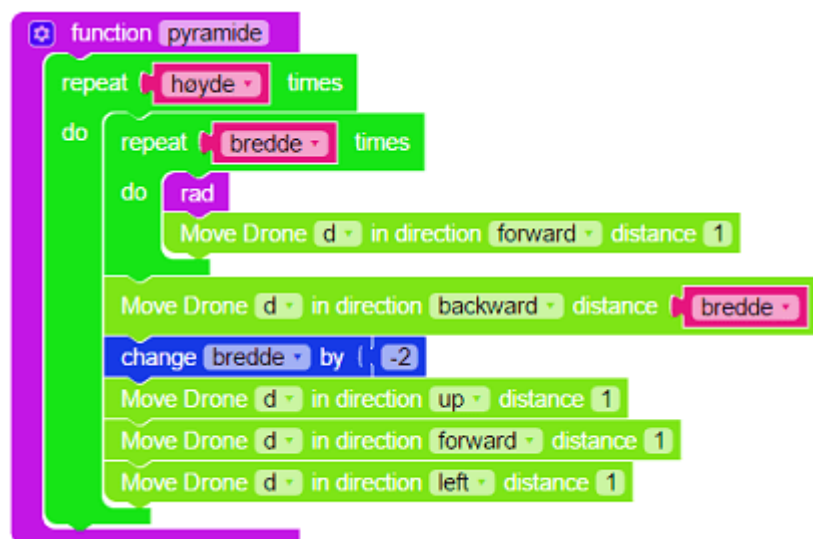 function pyramide
repeat høyde times
do repeat bredde times
do rad
Move Drone d in direction forward distance 1
Move Drone d in direction backward distance bredde
change bredde by -2
Move Drone d in direction up distance 1
Move Drone d in direction forward distance 1
Move Drone d in direction left distance 1